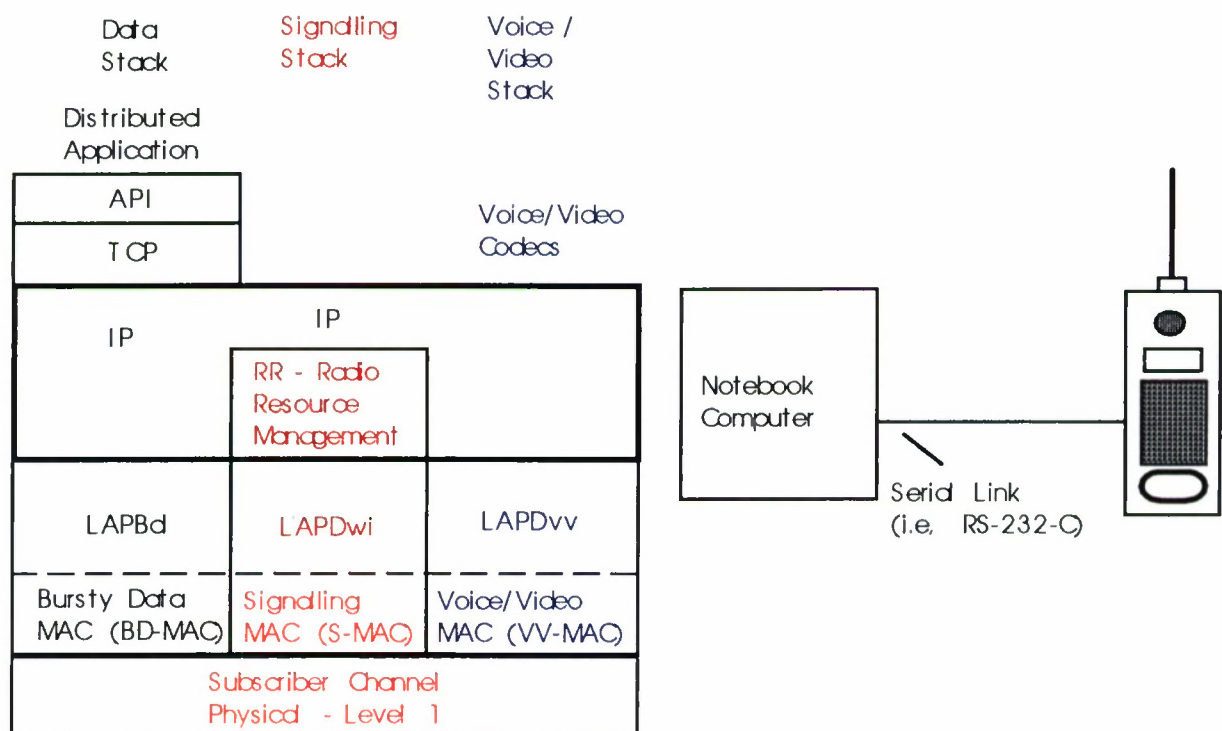 Data
Stack
Signalling
Stack
Voice /
Video
Stack
Distributed
Application
API
TCP
Voice/Video
Codecs
IP
IP
RR - Radio
Resource
Management
LAPBd
LAPDwi
LAPDvv
Bursty Data
MAC (BD-MAC)
Signalling
MAC (S-MAC)
Voice/Video
MAC (VV-MAC)
Subscriber Channel
Physical - Level 1
Notebook
Computer
Serial Link
(i.e, RS-232-C)